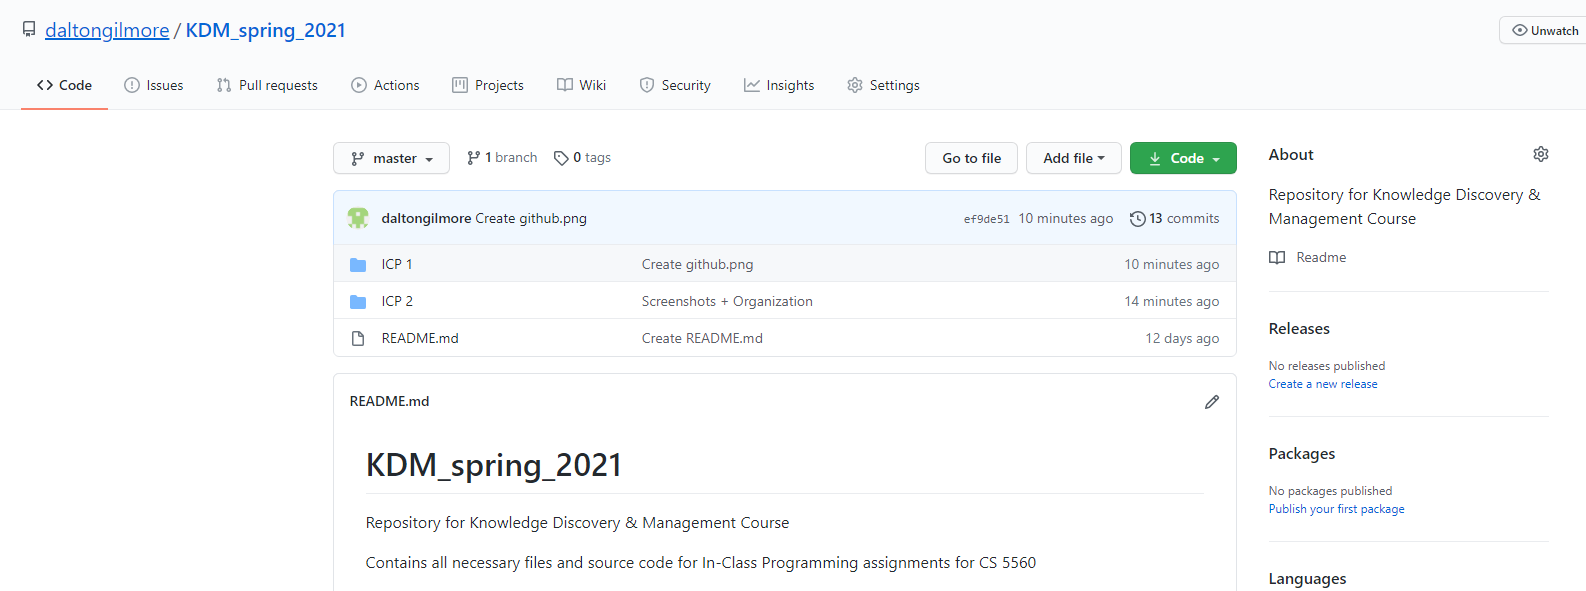 daltongilmore / KDM_spring_2021
Unwatch
Code Issues Pull requests Actions Projects Wiki Security Insights Settings
master 1 branch 0 tags Go to file Add file Code
daltongilmore Create github.png ef9de51 10 minutes ago 13 commits
ICP 1 Create github.png 10 minutes ago
ICP 2 Screenshots + Organization 14 minutes ago
README.md Create README.md 12 days ago
README.md
KDM_spring_2021
Repository for Knowledge Discovery & Management Course
Contains all necessary files and source code for In-Class Programming assignments for CS 5560
About
Repository for Knowledge Discovery &
Management Course
Readme
Releases
No releases published
Create a new release
Packages
No packages published
Publish your first package
Languages